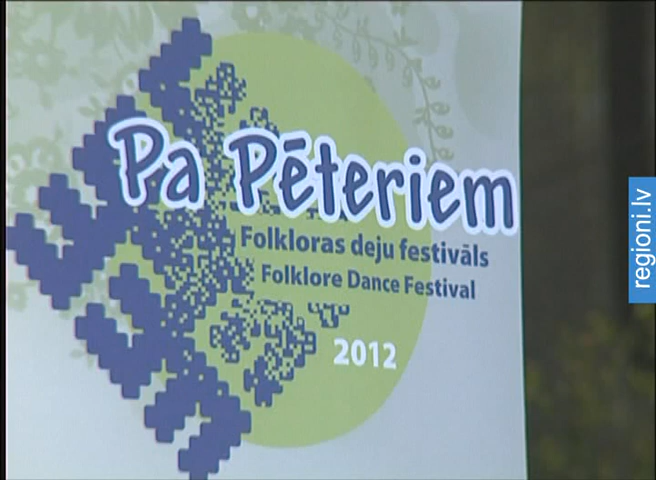 Pa Pēteriem
Folkloras deju festivāls
Folklore Dance Festival
2012
regioni.lv